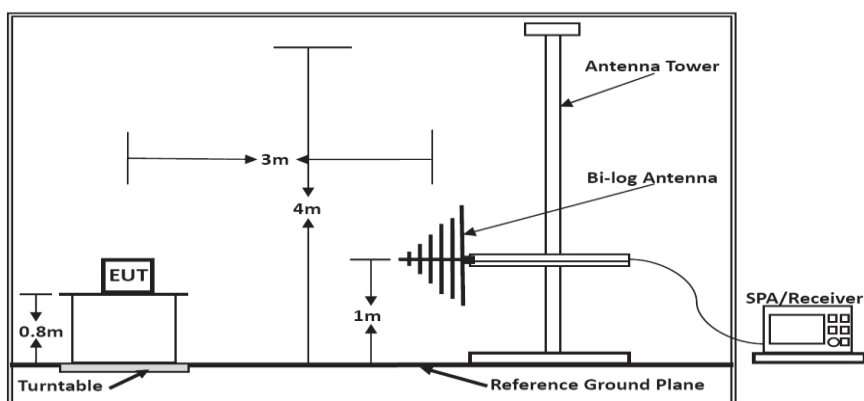 Antenna Tower
3m
Bi-log Antenna
4m
EUT
0.8m
1m
SPA/Receiver
Turntable
Reference Ground Plane